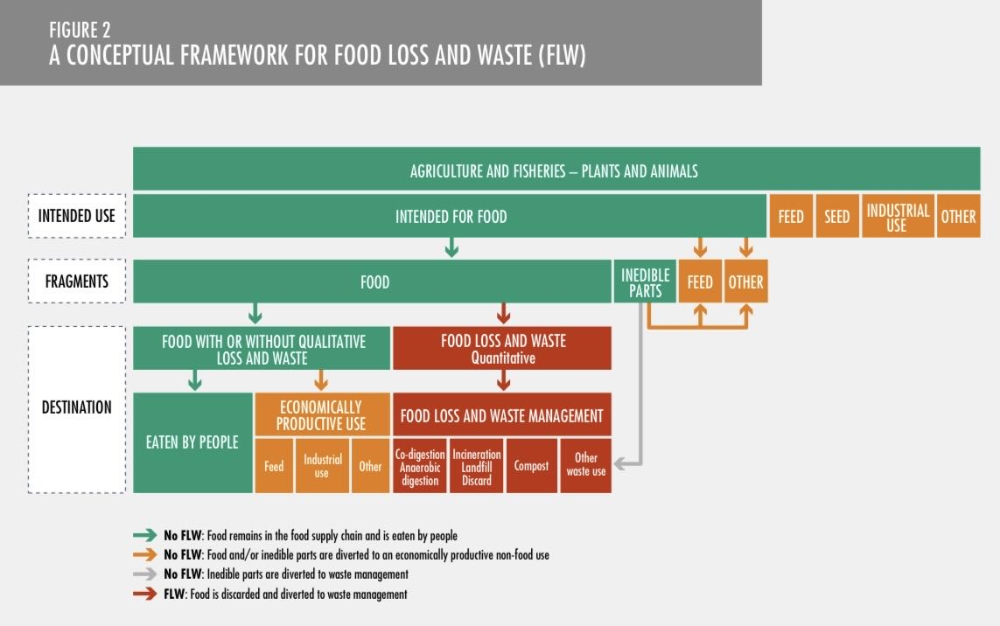 FIGURE 2
A CONCEPTUAL FRAMEWORK FOR FOOD LOSS AND WASTE (FLW)
AGRICULTURE AND FISHERIES – PLANTS AND ANIMALS
INTENDED USE
INTENDED FOR FOOD
FEED
SEED
INDUSTRIAL
USE
OTHER
FRAGMENTS
FOOD
INEDIBLE
PARTS
FEED
OTHER
DESTINATION
FOOD WITH OR WITHOUT QUALITATIVE
LOSS AND WASTE
FOOD LOSS AND WASTE
Quantitative
EATEN BY PEOPLE
ECONOMICALLY
PRODUCTIVE USE
Feed
Industrial
use
Other
FOOD LOSS AND WASTE MANAGEMENT
Co-digestion
Anaerobic
digestion
Incineration
Landfill
Discard
Compost
Other
waste use
No FLW: Food remains in the food supply chain and is eaten by people
No FLW: Food and/or inedible parts are diverted to an economically productive non-food use
No FLW: Inedible parts are diverted to waste management
FLW: Food is discarded and diverted to waste management